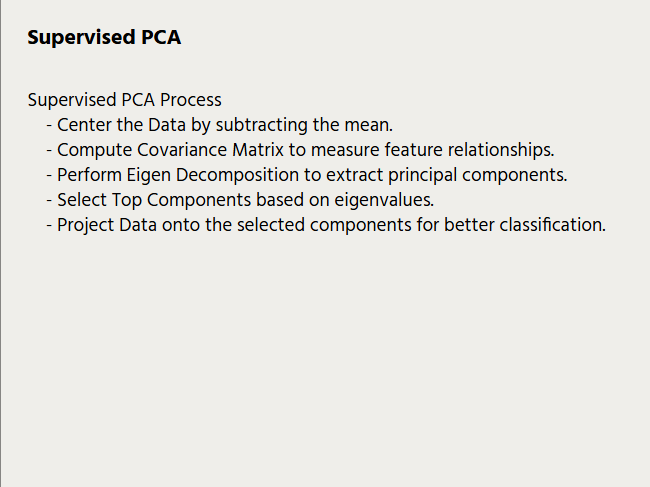 Supervised PCA
Supervised PCA Process
- Center the Data by subtracting the mean.
- Compute Covariance Matrix to measure feature relationships.
- Perform Eigen Decomposition to extract principal components.
- Select Top Components based on eigenvalues.
- Project Data onto the selected components for better classification.